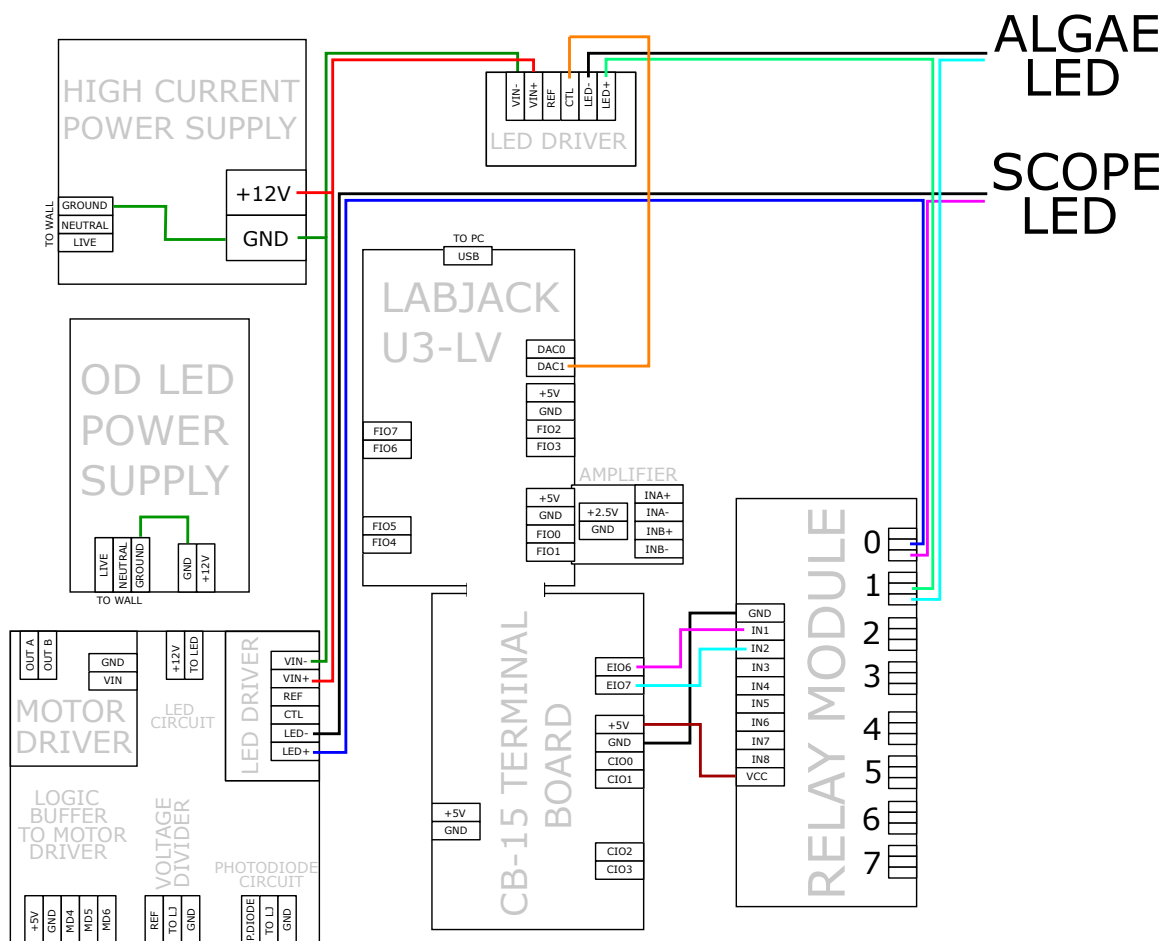 ALGAE
LED
SCOPE
LED
HIGH CURRENT
POWER SUPPLY
+12V
GND
TO WALL
GROUND
NEUTRAL
LIVE
VIN-
VIN+
REF
CTL
LED-
LED+
LED DRIVER
TO PC
USB
LABJACK
U3-LV
DAC0
DAC1
+5V
GND
FIO2
FIO3
FIO7
FIO6
+5V
GND
FIO0
FIO1
FIO5
FIO4
AMPLIFIER
+2.5V
GND
INA+
INA-
INB+
INB-
OD LED
POWER
SUPPLY
LIVE
NEUTRAL
GROUND
GND
+12V
TO WALL
OUT A
OUT B
GND
VIN
MOTOR
DRIVER
+12V
TO LED
LED
CIRCUIT
LED DRIVER
VIN-
VIN+
REF
CTL
LED-
LED+
LOGIC
BUFFER
TO MOTOR
DRIVER
VOLTAGE
DIVIDER
PHOTODIODE
CIRCUIT
+5V
GND
MD4
MD5
MD6
REF
TO LJ
GND
P.DIODE
TO LJ
GND
CB-15 TERMINAL
BOARD
EIO6
EIO7
+5V
GND
CIO0
CIO1
+5V
GND
CIO2
CIO3
RELAY MODULE
GND
IN1
IN2
IN3
IN4
IN5
IN6
IN7
IN8
VCC
0
1
2
3
4
5
6
7